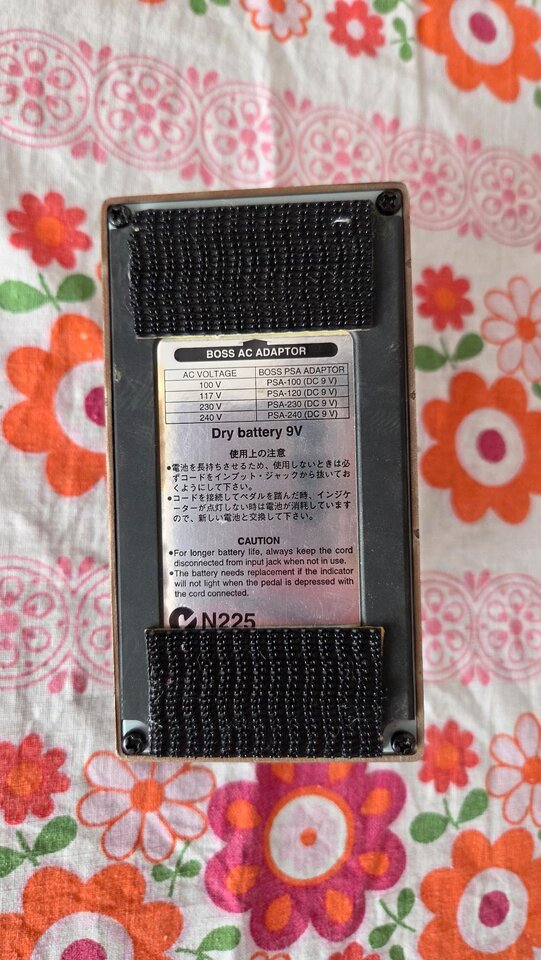 BOSS AC ADAPTOR
AC VOLTAGE BOSS PSA ADAPTOR
100 V PSA-100 (DC 9 V)
117 V PSA-120 (DC 9 V)
230 V PSA-230 (DC 9 V)
240 V PSA-240 (DC 9 V)
Dry battery 9V
使用上の注意
●電池を長持ちさせるため、使用しないときは必
ずコードをインプット・ジャックから抜いてお
くようにして下さい。
●コードを接続してペダルを踏んだ時、インジケ
ーターが点灯しない時は電池が消耗しています
ので、新しい電池と交換して下さい。
CAUTION
●For longer battery life, always keep the cord
disconnected from input jack when not in use.
●The battery needs replacement if the indicator
will not light when the pedal is depressed with
the cord connected.
N225